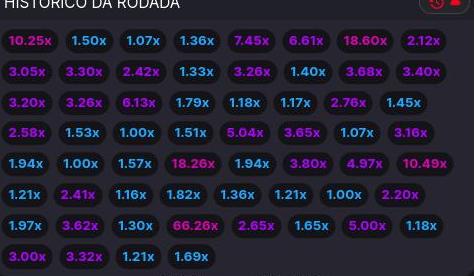 HISTÓRICO DA RODADA
10.25x 1.50x 1.07x 1.36x 7.45x 6.61x 18.60x 2.12x
3.05x 3.30x 2.42x 1.33x 3.26x 1.40x 3.68x 3.40x
3.20x 3.26x 6.13x 1.79x 1.18x 1.17x 2.76x 1.45x
2.58x 1.53x 1.00x 1.51x 5.04x 3.65x 1.07x 3.16x
1.94x 1.00x 1.57x 18.26x 1.94x 3.80x 4.97x 10.49x
1.21x 2.41x 1.16x 1.82x 1.36x 1.21x 1.00x 2.20x
1.97x 3.62x 1.30x 66.26x 2.65x 1.65x 5.00x 1.18x
3.00x 3.32x 1.21x 1.69x